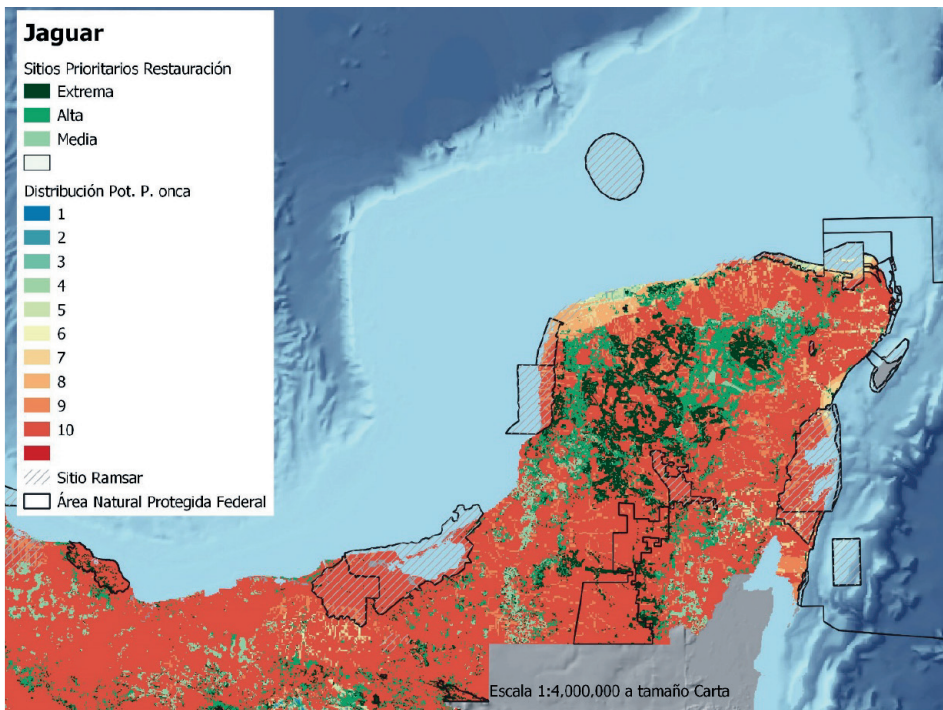 Jaguar
Sitios Prioritarios Restauración
Extrema
Alta
Media
Distribución Pot. P. onca
1
2
3
4
5
6
7
8
9
10
Sitio Ramsar
Área Natural Protegida Federal
Escala 1:4,000,000 a tamaño Carta